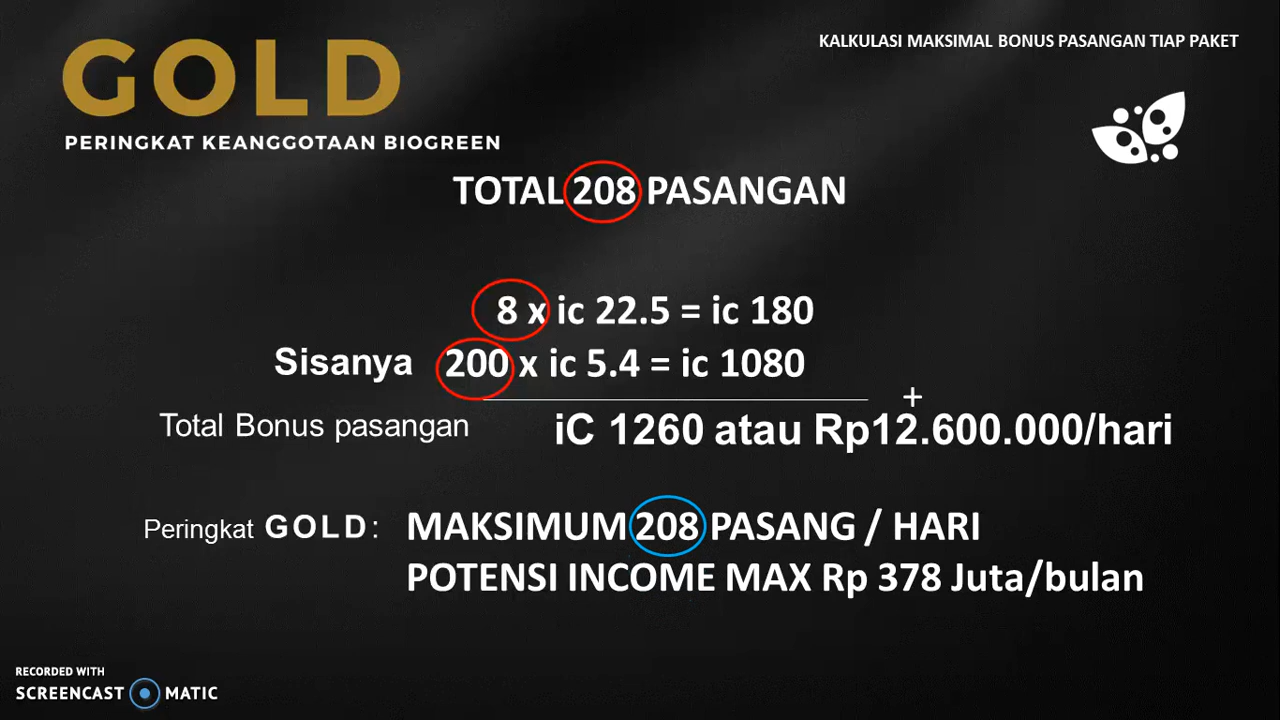 GOLD
PERINGKAT KEANGGOTAAN BIOGREEN
KALKULASI MAKSIMAL BONUS PASANGAN TIAP PAKET
TOTAL 208 PASANGAN
8 x ic 22.5 = ic 180
Sisanya 200 x ic 5.4 = ic 1080
+
Total Bonus pasangan iC 1260 atau Rp12.600.000/hari
Peringkat GOLD: MAKSIMUM 208 PASANG / HARI
POTENSI INCOME MAX Rp 378 Juta/bulan
RECORDED WITH
SCREENCAST MATIC